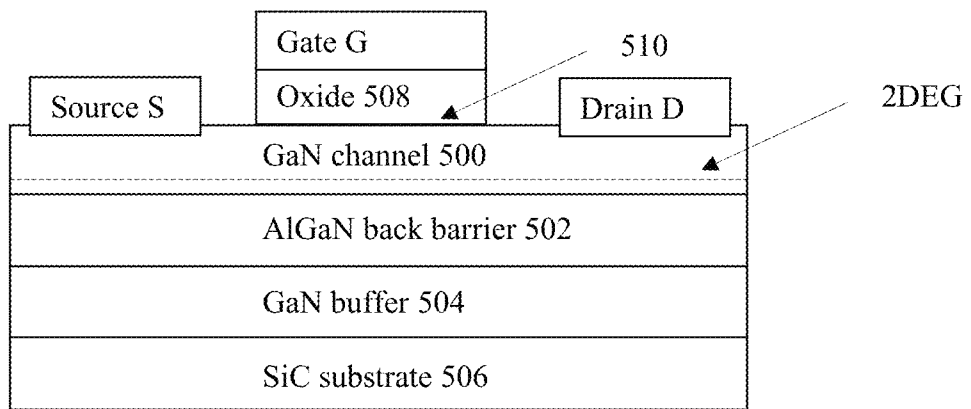 Gate G
510
Source S
Oxide 508
Drain D
2DEG
GaN channel 500
AlGaN back barrier 502
GaN buffer 504
SiC substrate 506